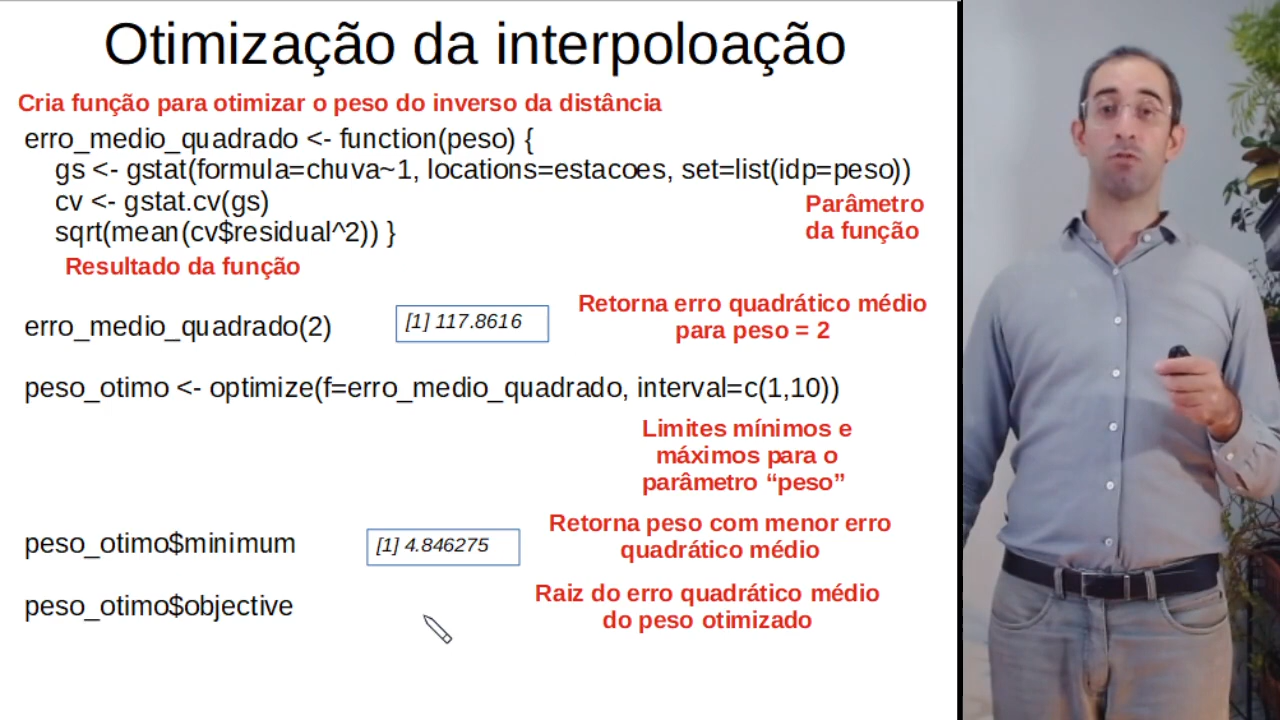 Otimização da interpoloação
Cria função para otimizar o peso do inverso da distância
erro_medio_quadrado <- function(peso) {
gs <- gstat(formula=chuva~1, locations=estacoes, set=list(idp=peso))
cv <- gstat.cv(gs)
sqrt(mean(cv$residual^2)) }
Parâmetro
da função
Resultado da função
erro_medio_quadrado(2)
[1] 117.8616
Retorna erro quadrático médio
para peso = 2
peso_otimo <- optimize(f=erro_medio_quadrado, interval=c(1,10))
Limites mínimos e
máximos para o
parâmetro “peso”
peso_otimo$minimum
[1] 4.846275
Retorna peso com menor erro
quadrático médio
peso_otimo$objective
Raiz do erro quadrático médio
do peso otimizado